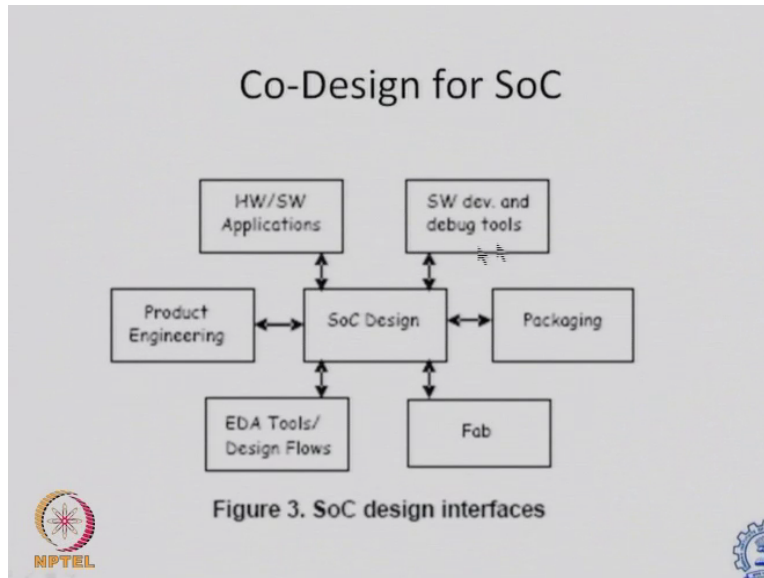 Co-Design for SoC
HW/SW
Applications
SW dev. and
debug tools
Product
Engineering
SoC Design
Packaging
EDA Tools/
Design Flows
Fab
Figure 3. SoC design interfaces
NPTEL